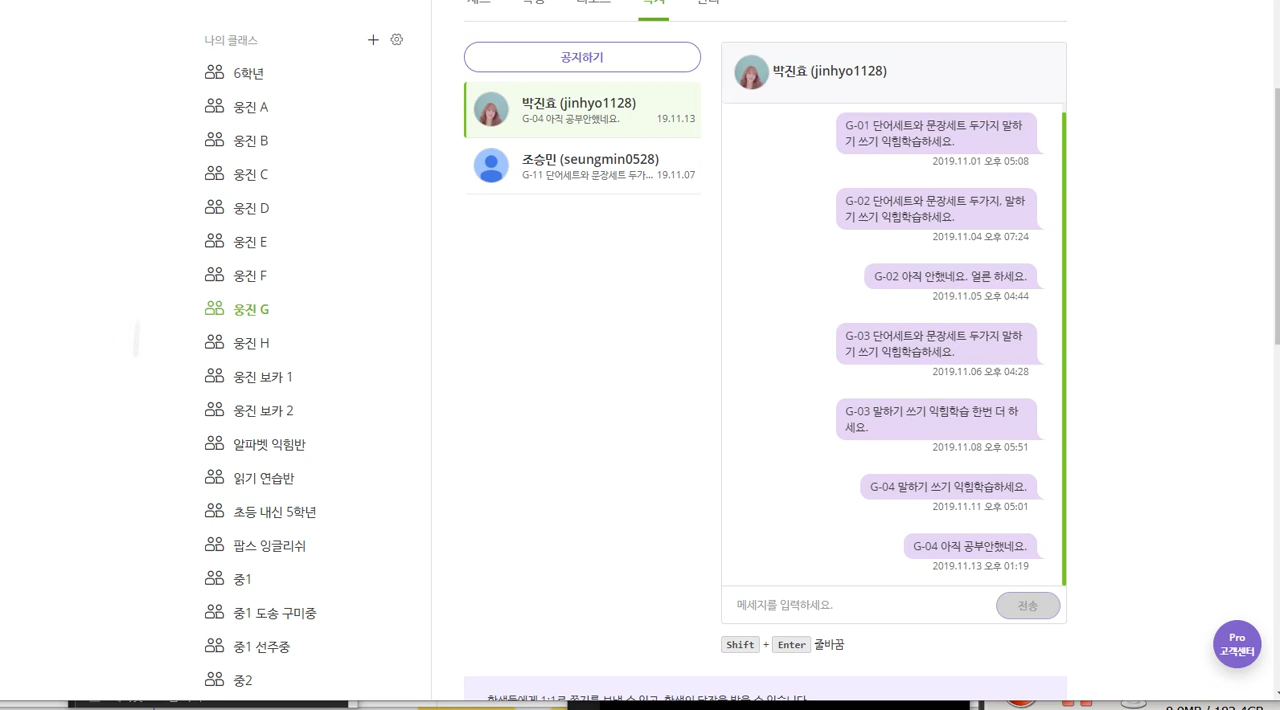 나의 클래스
6학년
웅진 A
웅진 B
웅진 C
웅진 D
웅진 E
웅진 F
웅진 G
웅진 H
웅진 보카 1
웅진 보카 2
알파벳 익힘반
읽기 연습반
초등 내신 5학년
팝스 잉글리쉬
중1
중1 도송 구미중
중1 선주중
중2
공지하기
박진효 (jinhyo1128)
G-04 아직 공부안했네요. 19.11.13
조승민 (seungmin0528)
G-11 단어세트와 문장세트 두가... 19.11.07
박진효 (jinhyo1128)
G-01 단어세트와 문장세트 두가지 말하
기 쓰기 익힘학습하세요.
2019.11.01 오후 05:08
G-02 단어세트와 문장세트 두가지, 말하
기 쓰기 익힘학습하세요.
2019.11.04 오후 07:24
G-02 아직 안했네요. 얼른 하세요.
2019.11.05 오후 04:44
G-03 단어세트와 문장세트 두가지 말하
기 쓰기 익힘학습하세요.
2019.11.06 오후 04:28
G-03 말하기 쓰기 익힘학습 한번 더 하
세요.
2019.11.08 오후 05:51
G-04 말하기 쓰기 익힘학습하세요.
2019.11.11 오후 05:01
G-04 아직 공부안했네요.
2019.11.13 오후 01:19
메세지를 입력하세요.
전송
Shift + Enter 줄바꿈
Pro
고객센터